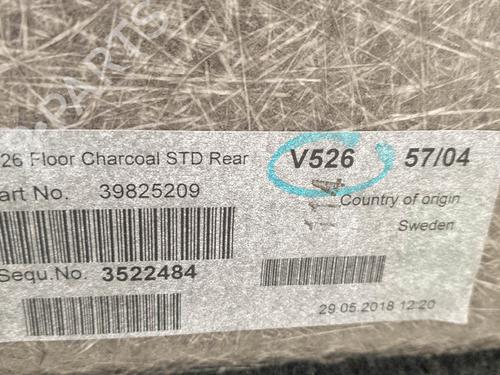 26 Floor Charcoal STD Rear V526 57/04
art No. 39825209
Country of origin
Sweden
Sequ.No. 3522484
29 05 2018 12:20
PARTS